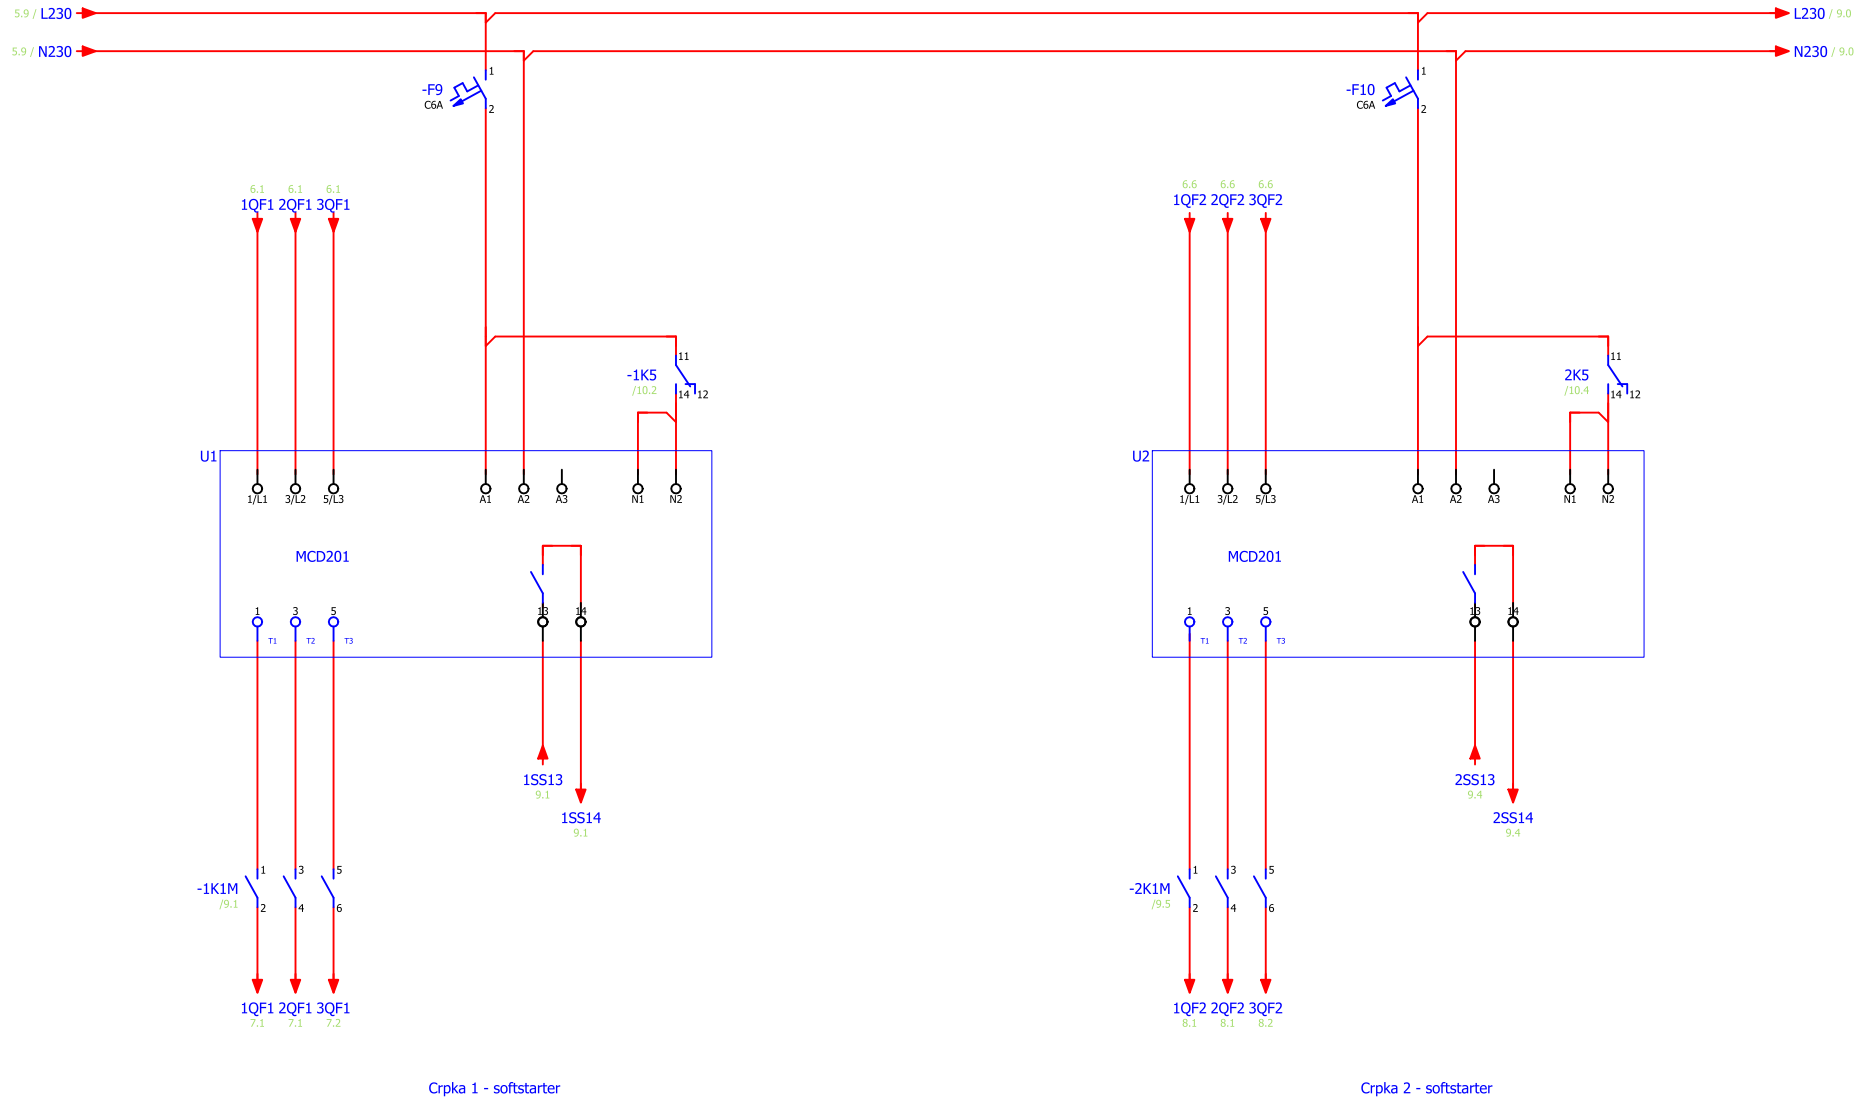 5.9 / L230
L230 / 9.0
5.9 / N230
N230 / 9.0
-F9
C6A
1
2
-F10
C6A
1
2
6.1 6.1 6.1
1QF1 2QF1 3QF1
6.6 6.6 6.6
1QF2 2QF2 3QF2
-1K5
/10.2
11
14 12
2K5
/10.4
11
14 12
U1
1/L1 3/L2 5/L3 A1 A2 A3 N1 N2
MCD201
1 3 5 13 14
T1 T2 T3
U2
1/L1 3/L2 5/L3 A1 A2 A3 N1 N2
MCD201
1 3 5 13 14
T1 T2 T3
1SS13
9.1
1SS14
9.1
2SS13
9.4
2SS14
9.4
-1K1M
/9.1
1 3 5
2 4 6
-2K1M
/9.5
1 3 5
2 4 6
1QF1 2QF1 3QF1
7.1 7.1 7.2
1QF2 2QF2 3QF2
8.1 8.1 8.2
Crpka 1 - softstarter
Crpka 2 - softstarter